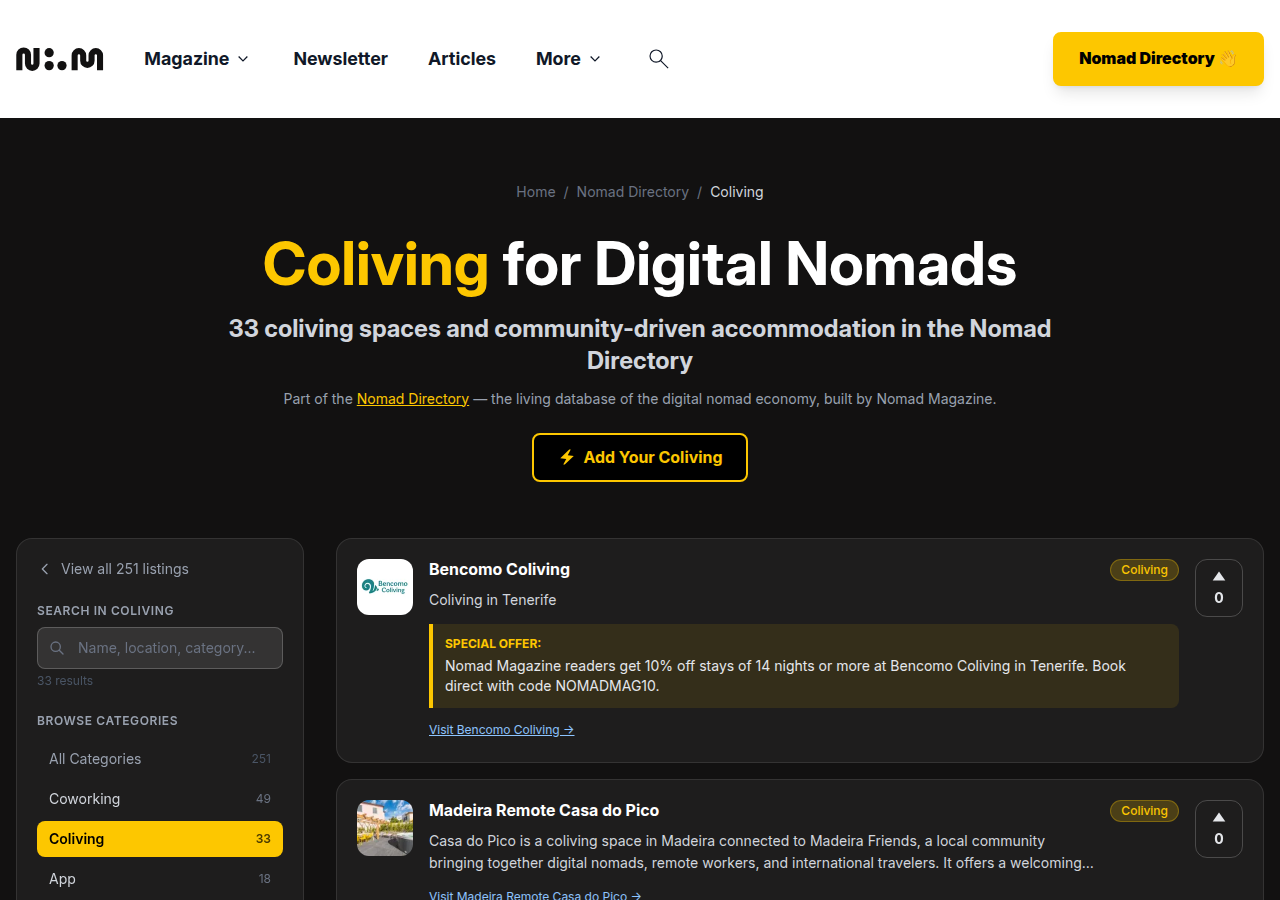 N:.M
Magazine
Newsletter
Articles
More
Nomad Directory 👋
Home / Nomad Directory / Coliving
Coliving for Digital Nomads
33 coliving spaces and community-driven accommodation in the Nomad
Directory
Part of the Nomad Directory — the living database of the digital nomad economy, built by Nomad Magazine.
⚡ Add Your Coliving
View all 251 listings
SEARCH IN COLIVING
Name, location, category...
33 results
BROWSE CATEGORIES
All Categories 251
Coworking 49
Coliving 33
App 18
Bencomo Coliving
Bencomo Coliving
Coliving
▲
0
Coliving in Tenerife
SPECIAL OFFER:
Nomad Magazine readers get 10% off stays of 14 nights or more at Bencomo Coliving in Tenerife. Book
direct with code NOMADMAG10.
Visit Bencomo Coliving →
Madeira Remote Casa do Pico
Coliving
▲
0
Casa do Pico is a coliving space in Madeira connected to Madeira Friends, a local community
bringing together digital nomads, remote workers, and international travelers. It offers a welcoming...
Visit Madeira Remote Casa do Pico →